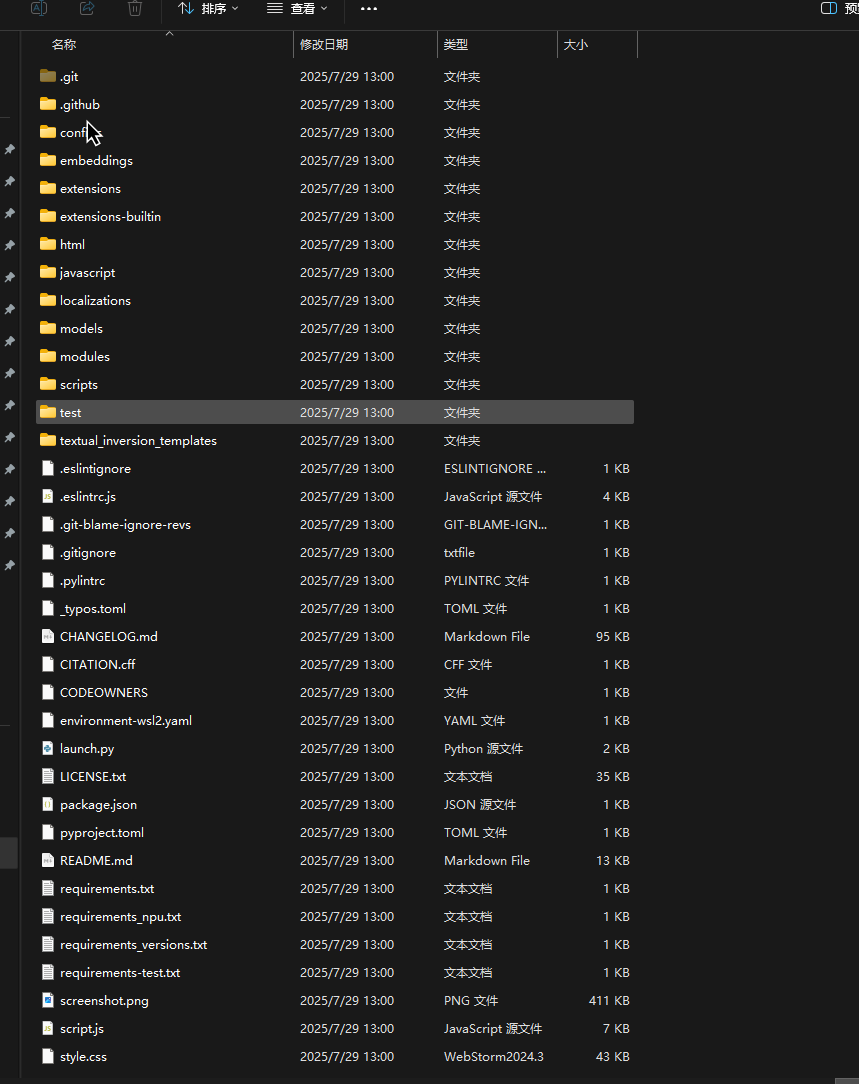 排序 查看 预
名称 修改日期 类型 大小
.git 2025/7/29 13:00 文件夹
.github 2025/7/29 13:00 文件夹
2025/7/29 13:00 文件夹
embeddings 2025/7/29 13:00 文件夹
extensions 2025/7/29 13:00 文件夹
extensions-builtin 2025/7/29 13:00 文件夹
html 2025/7/29 13:00 文件夹
javascript 2025/7/29 13:00 文件夹
localizations 2025/7/29 13:00 文件夹
models 2025/7/29 13:00 文件夹
modules 2025/7/29 13:00 文件夹
scripts 2025/7/29 13:00 文件夹
test 2025/7/29 13:00 文件夹
textual_inversion_templates 2025/7/29 13:00 文件夹
.eslintignore 2025/7/29 13:00 ESLINTIGNORE ... 1 KB
.eslintrc.js 2025/7/29 13:00 JavaScript 源文件 4 KB
.git-blame-ignore-revs 2025/7/29 13:00 GIT-BLAME-IGN... 1 KB
.gitignore 2025/7/29 13:00 txtfile 1 KB
.pylintrc 2025/7/29 13:00 PYLINTRC 文件 1 KB
_typos.toml 2025/7/29 13:00 TOML 文件 1 KB
CHANGELOG.md 2025/7/29 13:00 Markdown File 95 KB
CITATION.cff 2025/7/29 13:00 CFF 文件 1 KB
CODEOWNERS 2025/7/29 13:00 文件 1 KB
environment-wsl2.yaml 2025/7/29 13:00 YAML 文件 1 KB
launch.py 2025/7/29 13:00 Python 源文件 2 KB
LICENSE.txt 2025/7/29 13:00 文本文档 35 KB
package.json 2025/7/29 13:00 JSON 源文件 1 KB
pyproject.toml 2025/7/29 13:00 TOML 文件 1 KB
README.md 2025/7/29 13:00 Markdown File 13 KB
requirements.txt 2025/7/29 13:00 文本文档 1 KB
requirements_npu.txt 2025/7/29 13:00 文本文档 1 KB
requirements_versions.txt 2025/7/29 13:00 文本文档 1 KB
requirements-test.txt 2025/7/29 13:00 文本文档 1 KB
screenshot.png 2025/7/29 13:00 PNG 文件 411 KB
script.js 2025/7/29 13:00 JavaScript 源文件 7 KB
style.css 2025/7/29 13:00 WebStorm2024.3 43 KB